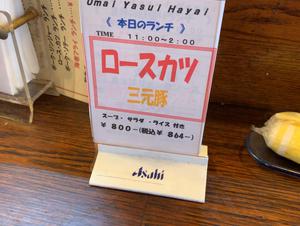 Umai Yasui Hayai
《 本日のランチ 》
TIME 11:00～2:00
ロースカツ
三元豚
スープ・サラダ・ライス付き
¥ 800－(税込 ¥ 864－)
Asahi